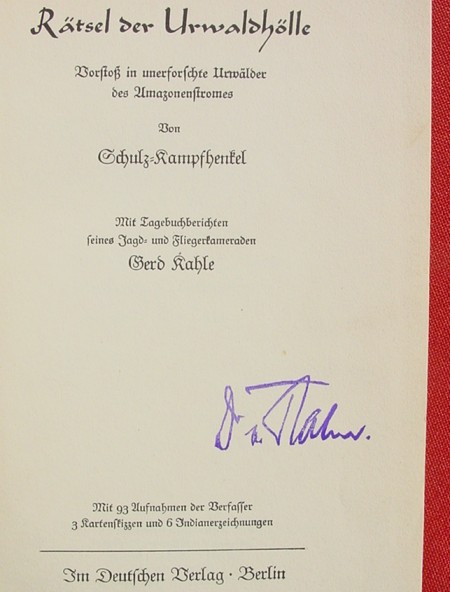 Rätsel der Urwaldhölle
Vorstoß in unerforschte Urwälder
des Amazonenstromes
Von
Schulz-Kampfhenkel
Mit Tagebuchberichten
seines Jagd- und Fliegerkameraden
Gerd Kahle
Dr.
Mit 93 Aufnahmen der Verfasser
3 Kartenskizzen und 6 Indianerzeichnungen
Im Deutschen Verlag · Berlin